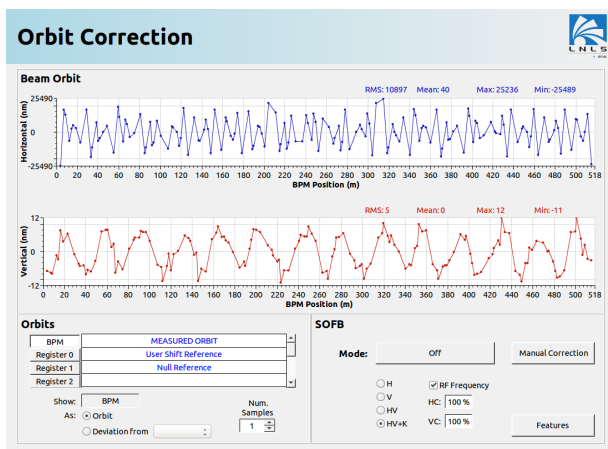 Orbit Correction
LNLS
Beam Orbit
RMS: 10897 Mean: 40 Max: 25236 Min: -25489
Horizontal (nm)
25490
0
-25490
20 40 60 80 100 120 140 160 180 200 220 240 260 280 300 320 340 360 380 400 420 440 460 480 500 518
BPM Position (m)
RMS: 5 Mean: 0 Max: 12 Min: -11
Vertical (nm)
12
0
-12
20 40 60 80 100 120 140 160 180 200 220 240 260 280 300 320 340 360 380 400 420 440 460 480 500 518
BPM Position (m)
Orbits
BPM MEASURED ORBIT
Register 0 User Shift Reference
Register 1 Null Reference
Register 2
Show: BPM
As: Orbit
Deviation from
Num.
Samples
1
SOFB
Mode: Off Manual Correction
H RF Frequency
V HC: 100 %
HV
HV+K VC: 100 %
Features